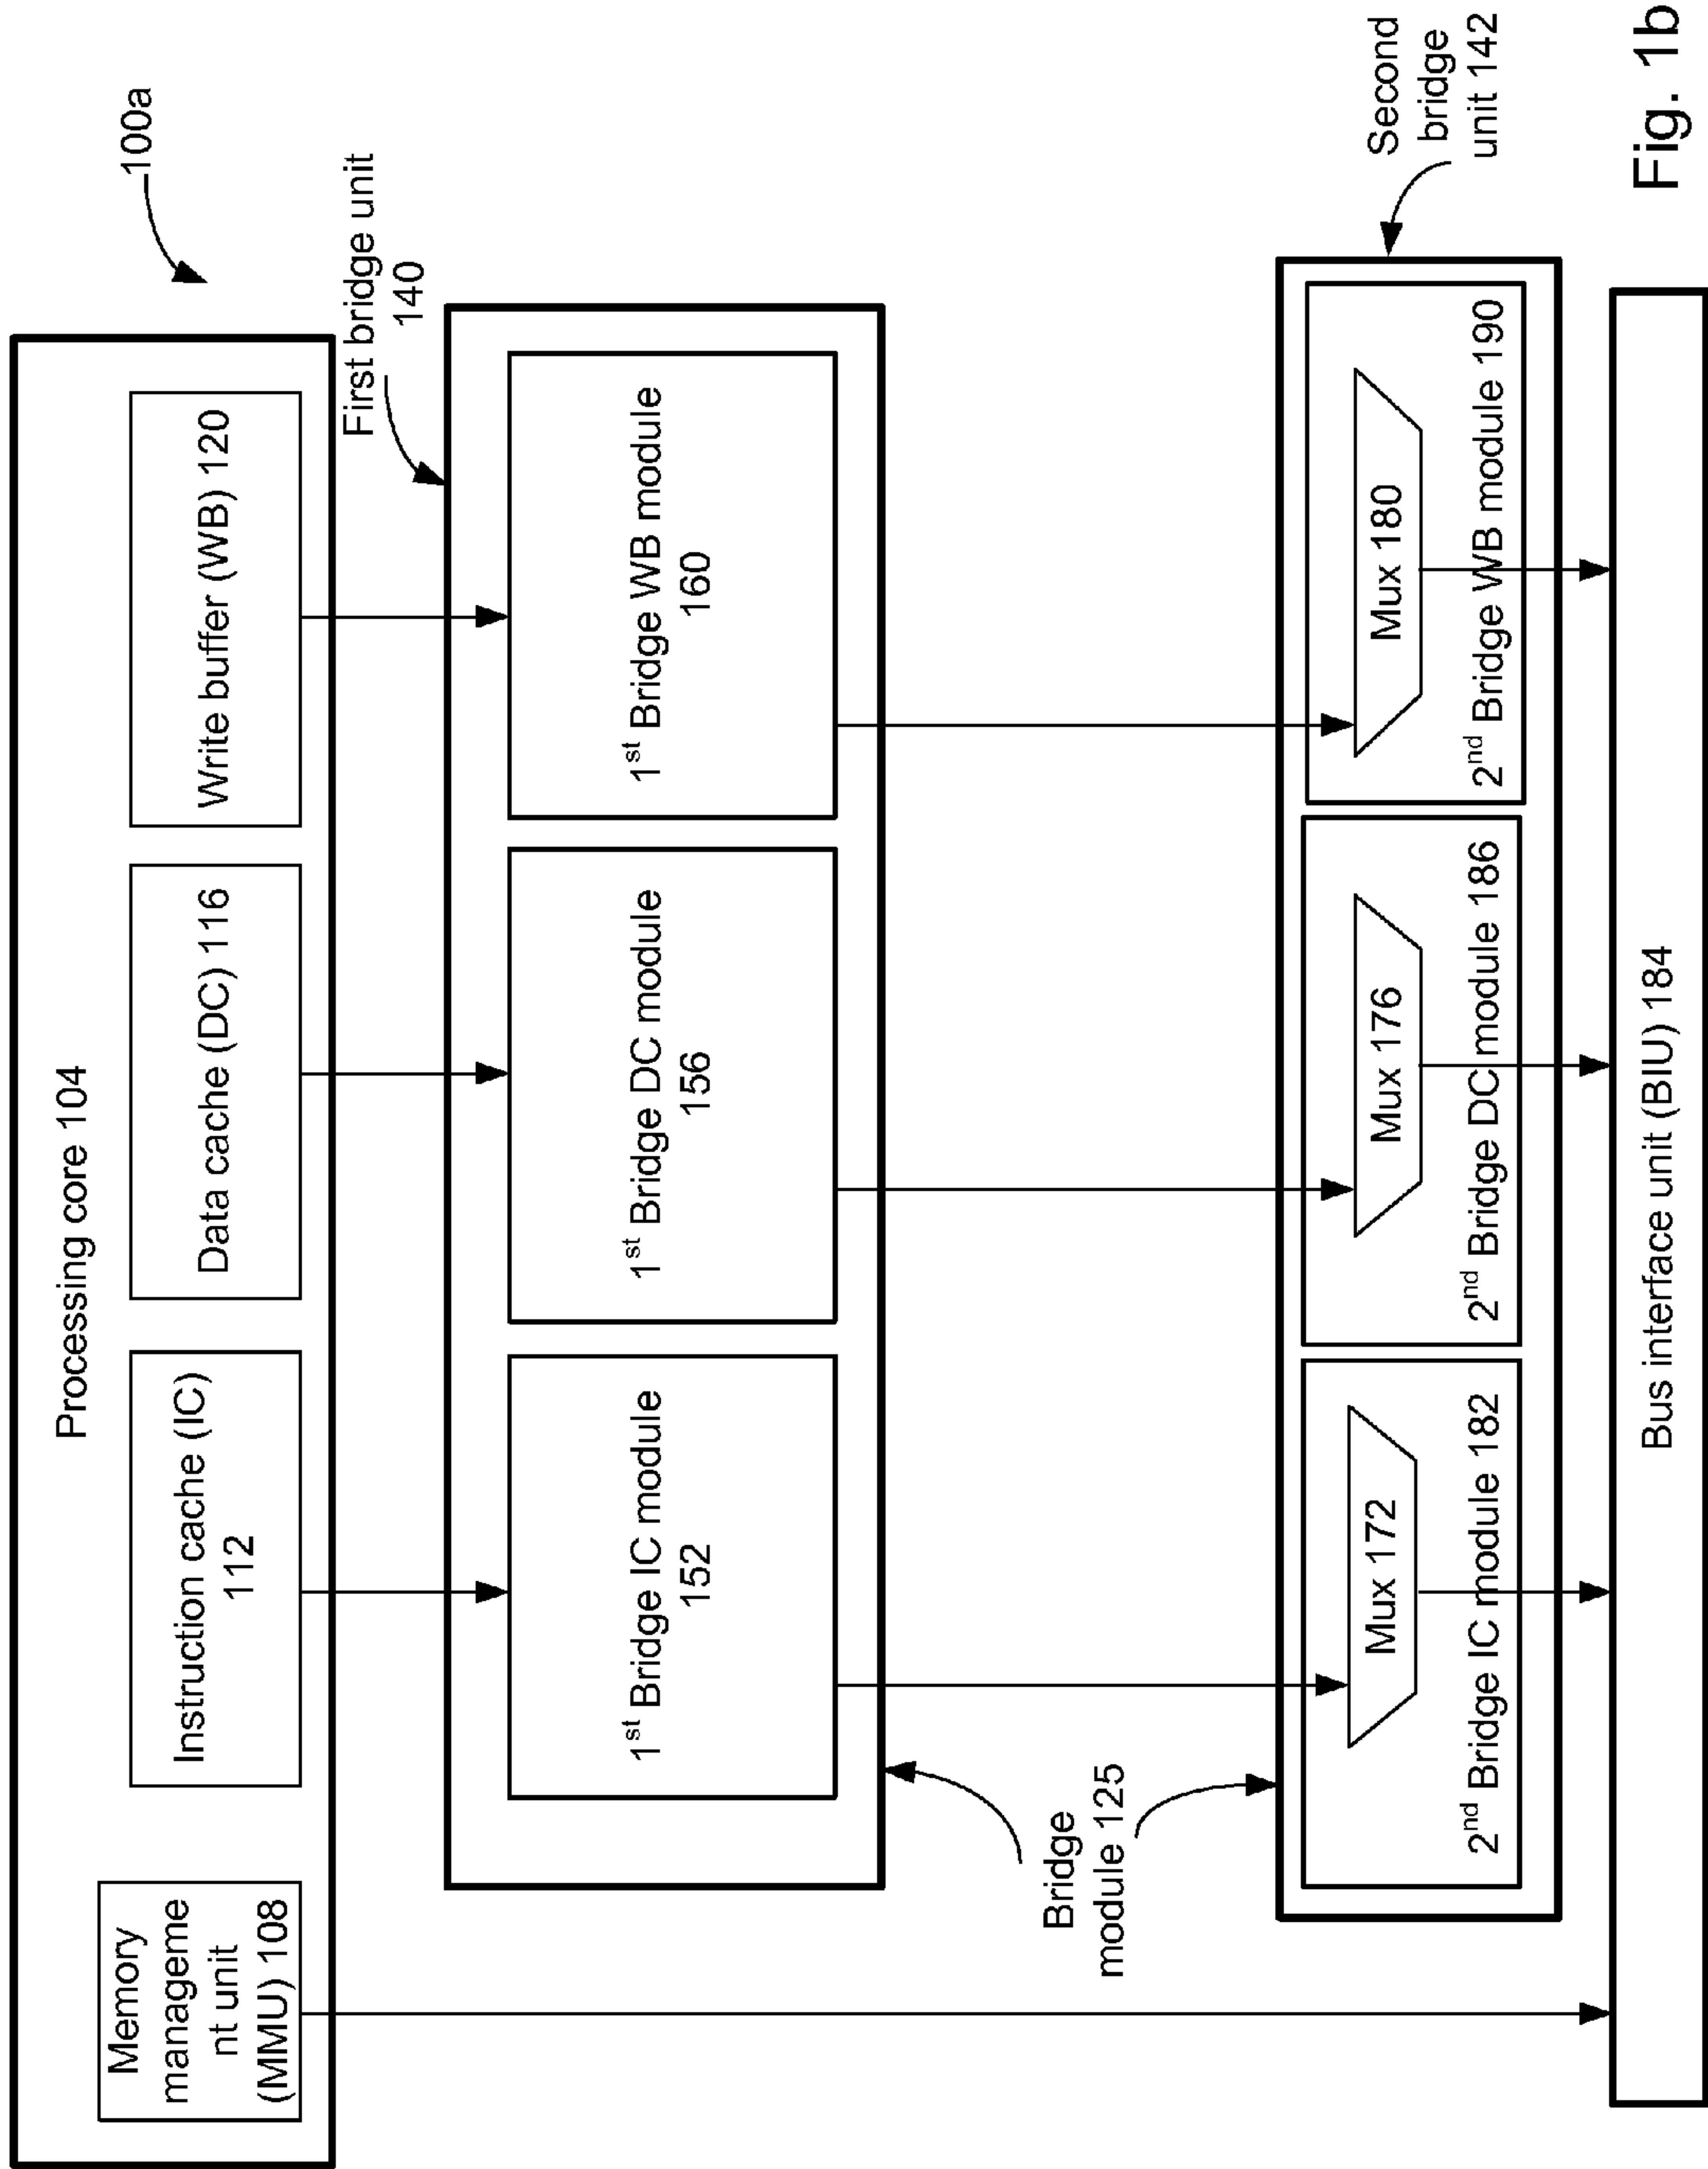 100a
Processing core 104
Memory
manageme
nt unit
(MMU) 108
Instruction cache (IC)
112
Data cache (DC) 116
Write buffer (WB) 120
First bridge unit
140
1st Bridge IC module
152
1st Bridge DC module
156
1st Bridge WB module
160
Bridge
module 125
Second
bridge
unit 142
Mux 172
2nd Bridge IC module 182
Mux 176
2nd Bridge DC module 186
Mux 180
2nd Bridge WB module 190
Bus interface unit (BIU) 184
Fig. 1b